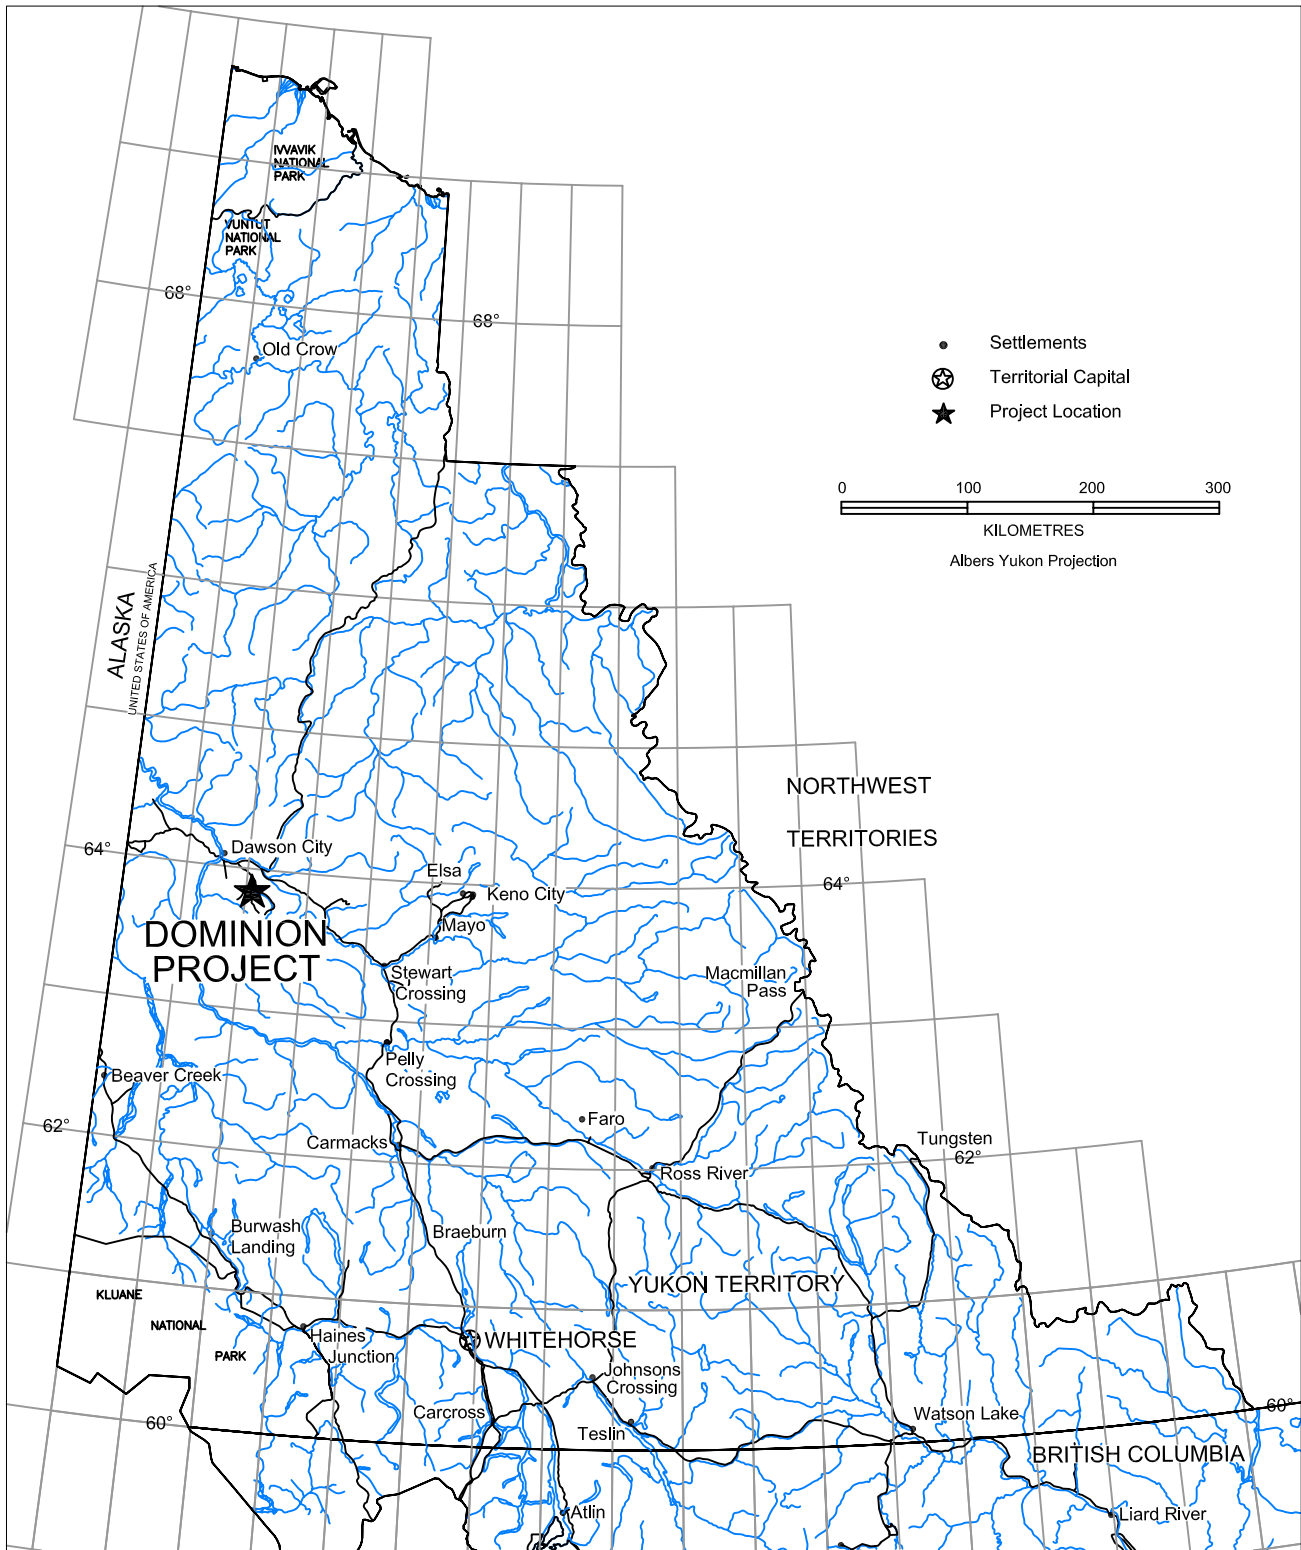 IVVAVIK
NATIONAL
PARK
VUNTUT
NATIONAL
PARK
68°
68°
Old Crow
Settlements
Territorial Capital
Project Location
0 100 200 300
KILOMETRES
Albers Yukon Projection
ALASKA
UNITED STATES OF AMERICA
NORTHWEST
TERRITORIES
64°
Dawson City
Elsa
Keno City
64°
Mayo
DOMINION
PROJECT
Stewart
Crossing
Macmillan
Pass
Pelly
Crossing
Beaver Creek
Faro
62°
Carmacks
Tungsten
62°
Ross River
Burwash
Landing
Braeburn
YUKON TERRITORY
KLUANE
NATIONAL
PARK
Haines
Junction
WHITEHORSE
Johnsons
Crossing
Carcross
Teslin
Watson Lake
60°
60°
BRITISH COLUMBIA
Atlin
Liard River